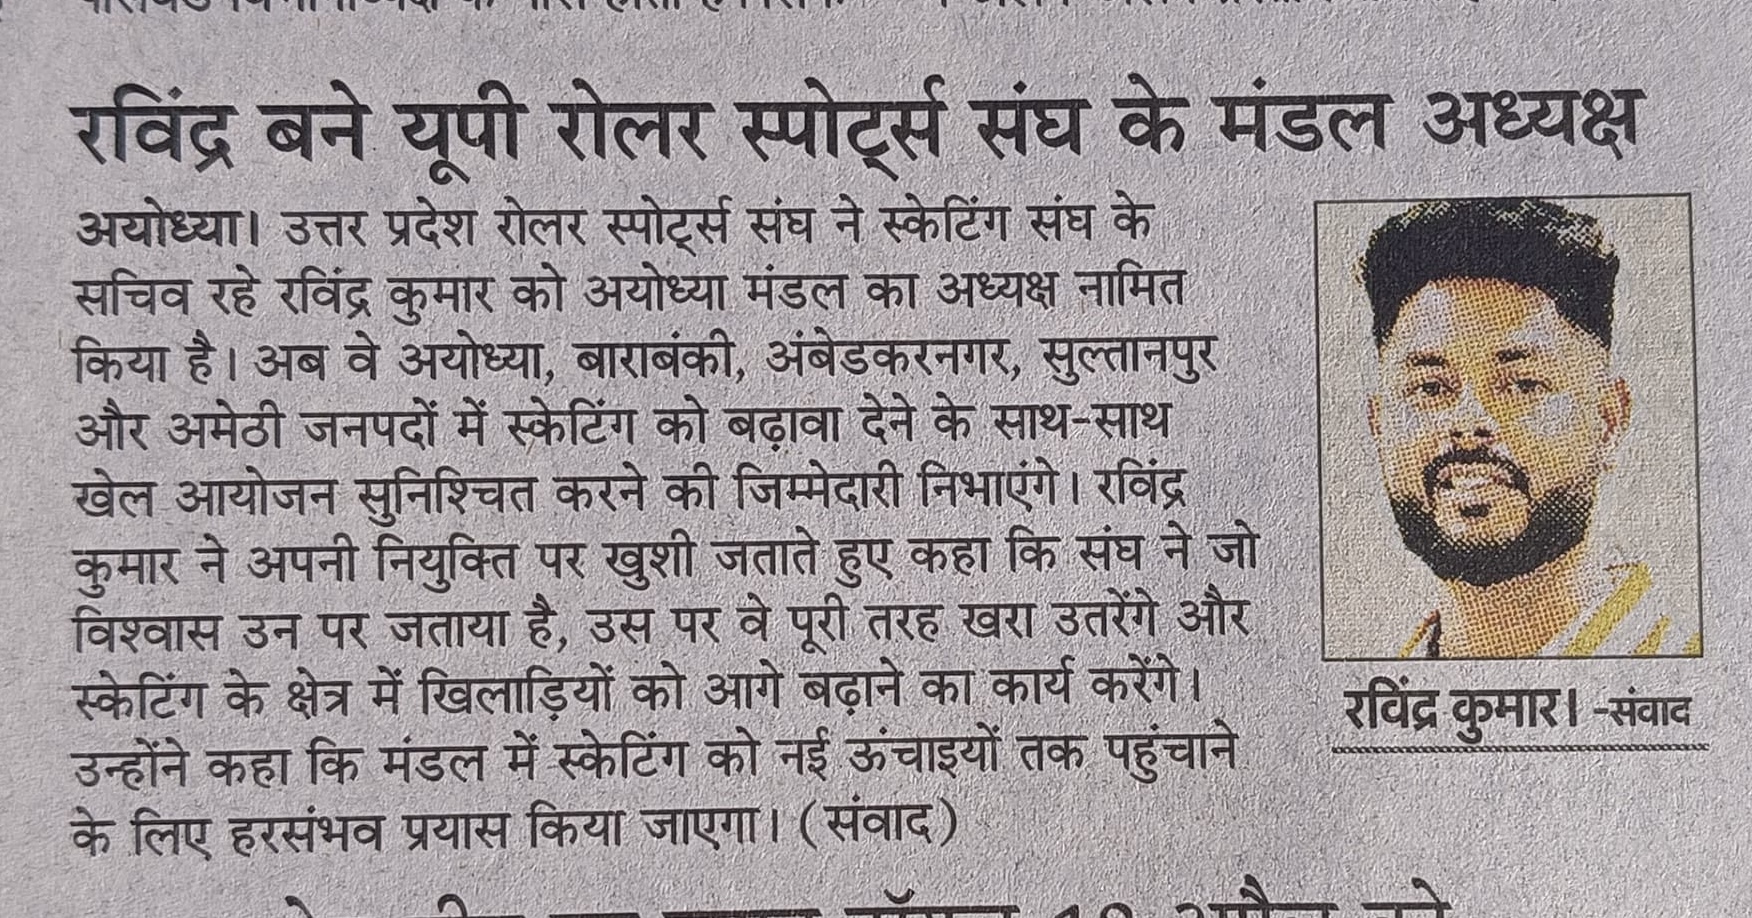 रविंद्र बने यूपी रोलर स्पोर्ट्स संघ के मंडल अध्यक्ष
अयोध्या। उत्तर प्रदेश रोलर स्पोर्ट्स संघ ने स्केटिंग संघ के
सचिव रहे रविंद्र कुमार को अयोध्या मंडल का अध्यक्ष नामित
किया है। अब वे अयोध्या, बाराबंकी, अंबेडकरनगर, सुल्तानपुर
और अमेठी जनपदों में स्केटिंग को बढ़ावा देने के साथ-साथ
खेल आयोजन सुनिश्चित करने की जिम्मेदारी निभाएंगे। रविंद्र
कुमार ने अपनी नियुक्ति पर खुशी जताते हुए कहा कि संघ ने जो
विश्वास उन पर जताया है, उस पर वे पूरी तरह खरा उतरेंगे और
स्केटिंग के क्षेत्र में खिलाड़ियों को आगे बढ़ाने का कार्य करेंगे।
उन्होंने कहा कि मंडल में स्केटिंग को नई ऊंचाइयों तक पहुंचाने
के लिए हरसंभव प्रयास किया जाएगा। (संवाद)
रविंद्र कुमार। -संवाद